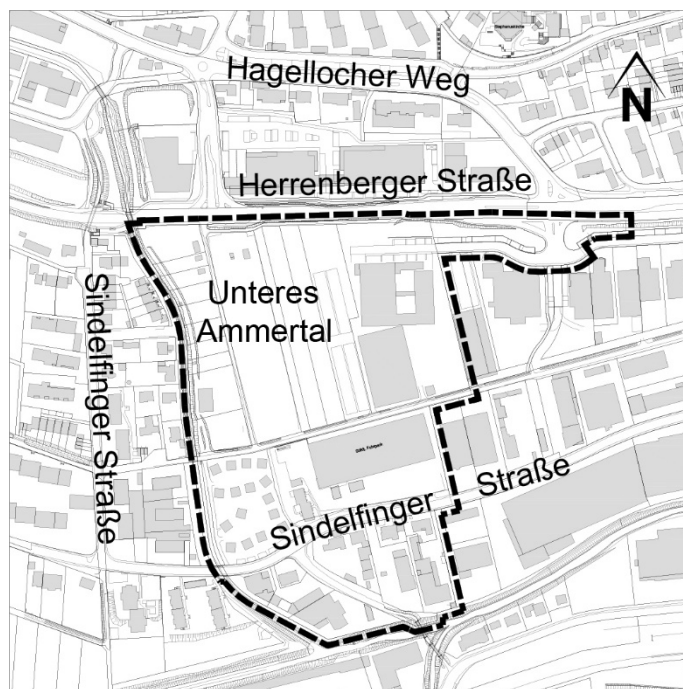 Hagellocher Weg
N
Herrenberger Straße
Unteres
Ammertal
Sindelfinger Straße
Sindelfinger Straße